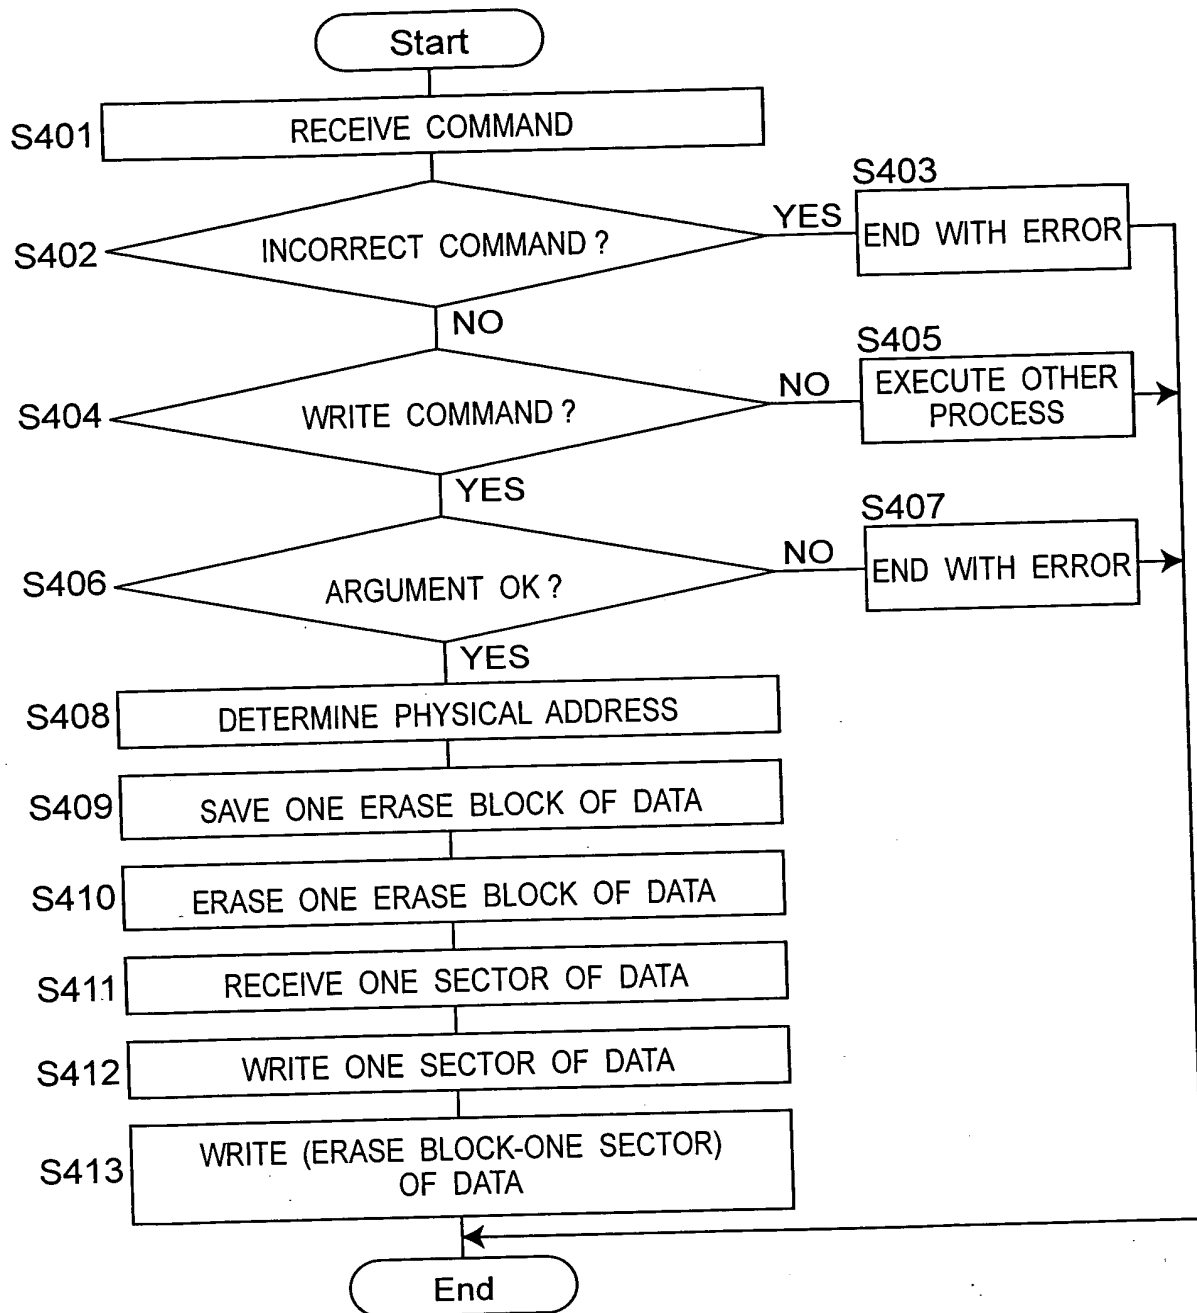 Start
S401
RECEIVE COMMAND
S402
INCORRECT COMMAND ?
YES
S403
END WITH ERROR
NO
S404
WRITE COMMAND ?
NO
S405
EXECUTE OTHER
PROCESS
YES
S406
ARGUMENT OK ?
NO
S407
END WITH ERROR
YES
S408
DETERMINE PHYSICAL ADDRESS
S409
SAVE ONE ERASE BLOCK OF DATA
S410
ERASE ONE ERASE BLOCK OF DATA
S411
RECEIVE ONE SECTOR OF DATA
S412
WRITE ONE SECTOR OF DATA
S413
WRITE (ERASE BLOCK-ONE SECTOR)
OF DATA
End